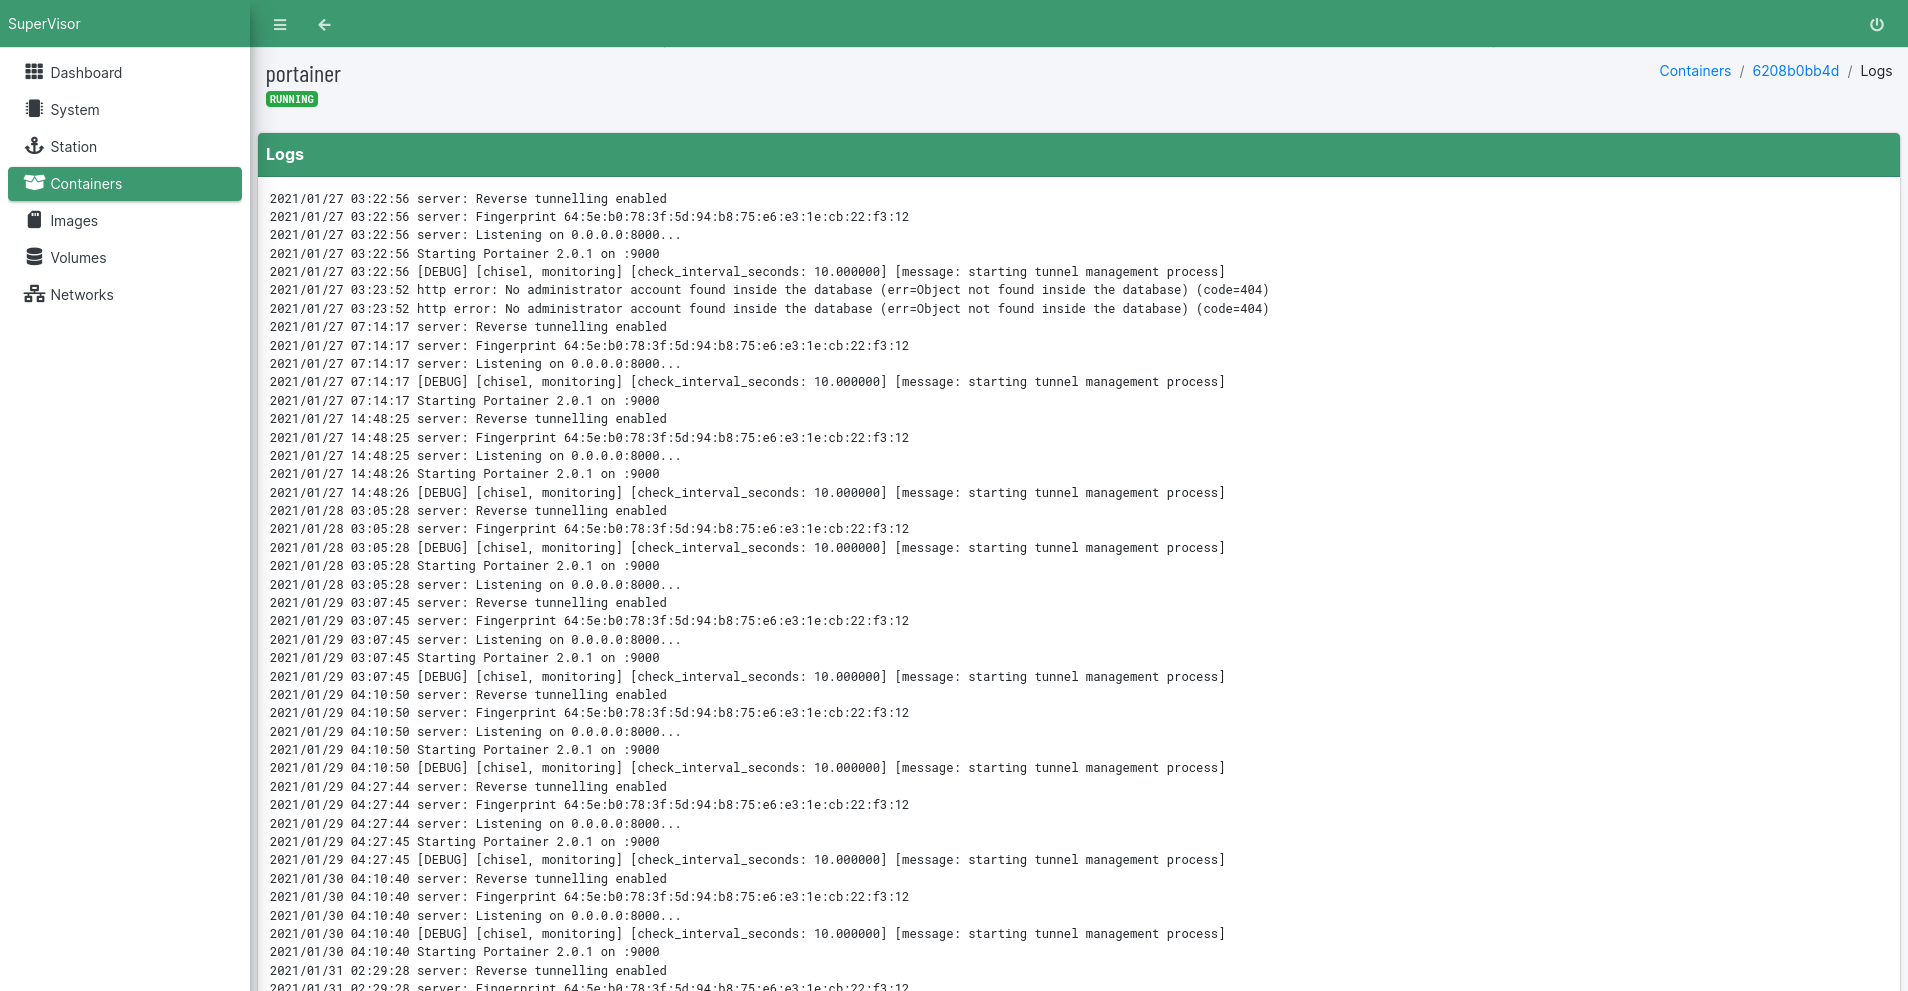 SuperVisor
Dashboard
System
Station
Containers
Images
Volumes
Networks
portainer
RUNNING
Containers / 6208b0bb4d / Logs
Logs
2021/01/27 03:22:56 server: Reverse tunnelling enabled
2021/01/27 03:22:56 server: Fingerprint 64:5e:b0:78:3f:5d:94:b8:75:e6:e3:1e:cb:22:f3:12
2021/01/27 03:22:56 server: Listening on 0.0.0.0:8000...
2021/01/27 03:22:56 Starting Portainer 2.0.1 on :9000
2021/01/27 03:22:56 [DEBUG] [chisel, monitoring] [check_interval_seconds: 10.000000] [message: starting tunnel management process]
2021/01/27 03:23:52 http error: No administrator account found inside the database (err=Object not found inside the database) (code=404)
2021/01/27 03:23:52 http error: No administrator account found inside the database (err=Object not found inside the database) (code=404)
2021/01/27 07:14:17 server: Reverse tunnelling enabled
2021/01/27 07:14:17 server: Fingerprint 64:5e:b0:78:3f:5d:94:b8:75:e6:e3:1e:cb:22:f3:12
2021/01/27 07:14:17 server: Listening on 0.0.0.0:8000...
2021/01/27 07:14:17 [DEBUG] [chisel, monitoring] [check_interval_seconds: 10.000000] [message: starting tunnel management process]
2021/01/27 07:14:17 Starting Portainer 2.0.1 on :9000
2021/01/27 14:48:25 server: Reverse tunnelling enabled
2021/01/27 14:48:25 server: Fingerprint 64:5e:b0:78:3f:5d:94:b8:75:e6:e3:1e:cb:22:f3:12
2021/01/27 14:48:25 server: Listening on 0.0.0.0:8000...
2021/01/27 14:48:26 Starting Portainer 2.0.1 on :9000
2021/01/27 14:48:26 [DEBUG] [chisel, monitoring] [check_interval_seconds: 10.000000] [message: starting tunnel management process]
2021/01/28 03:05:28 server: Reverse tunnelling enabled
2021/01/28 03:05:28 server: Fingerprint 64:5e:b0:78:3f:5d:94:b8:75:e6:e3:1e:cb:22:f3:12
2021/01/28 03:05:28 [DEBUG] [chisel, monitoring] [check_interval_seconds: 10.000000] [message: starting tunnel management process]
2021/01/28 03:05:28 Starting Portainer 2.0.1 on :9000
2021/01/28 03:05:28 server: Listening on 0.0.0.0:8000...
2021/01/29 03:07:45 server: Reverse tunnelling enabled
2021/01/29 03:07:45 server: Fingerprint 64:5e:b0:78:3f:5d:94:b8:75:e6:e3:1e:cb:22:f3:12
2021/01/29 03:07:45 server: Listening on 0.0.0.0:8000...
2021/01/29 03:07:45 Starting Portainer 2.0.1 on :9000
2021/01/29 03:07:45 [DEBUG] [chisel, monitoring] [check_interval_seconds: 10.000000] [message: starting tunnel management process]
2021/01/29 04:10:50 server: Reverse tunnelling enabled
2021/01/29 04:10:50 server: Fingerprint 64:5e:b0:78:3f:5d:94:b8:75:e6:e3:1e:cb:22:f3:12
2021/01/29 04:10:50 server: Listening on 0.0.0.0:8000...
2021/01/29 04:10:50 Starting Portainer 2.0.1 on :9000
2021/01/29 04:10:50 [DEBUG] [chisel, monitoring] [check_interval_seconds: 10.000000] [message: starting tunnel management process]
2021/01/29 04:27:44 server: Reverse tunnelling enabled
2021/01/29 04:27:44 server: Fingerprint 64:5e:b0:78:3f:5d:94:b8:75:e6:e3:1e:cb:22:f3:12
2021/01/29 04:27:44 server: Listening on 0.0.0.0:8000...
2021/01/29 04:27:45 Starting Portainer 2.0.1 on :9000
2021/01/29 04:27:45 [DEBUG] [chisel, monitoring] [check_interval_seconds: 10.000000] [message: starting tunnel management process]
2021/01/30 04:10:40 server: Reverse tunnelling enabled
2021/01/30 04:10:40 server: Fingerprint 64:5e:b0:78:3f:5d:94:b8:75:e6:e3:1e:cb:22:f3:12
2021/01/30 04:10:40 server: Listening on 0.0.0.0:8000...
2021/01/30 04:10:40 [DEBUG] [chisel, monitoring] [check_interval_seconds: 10.000000] [message: starting tunnel management process]
2021/01/30 04:10:40 Starting Portainer 2.0.1 on :9000
2021/01/31 02:29:28 server: Reverse tunnelling enabled
2021/01/31 02:29:28 server: Fingerprint 64:5e:b0:78:3f:5d:94:b8:75:e6:e3:1e:cb:22:f3:12